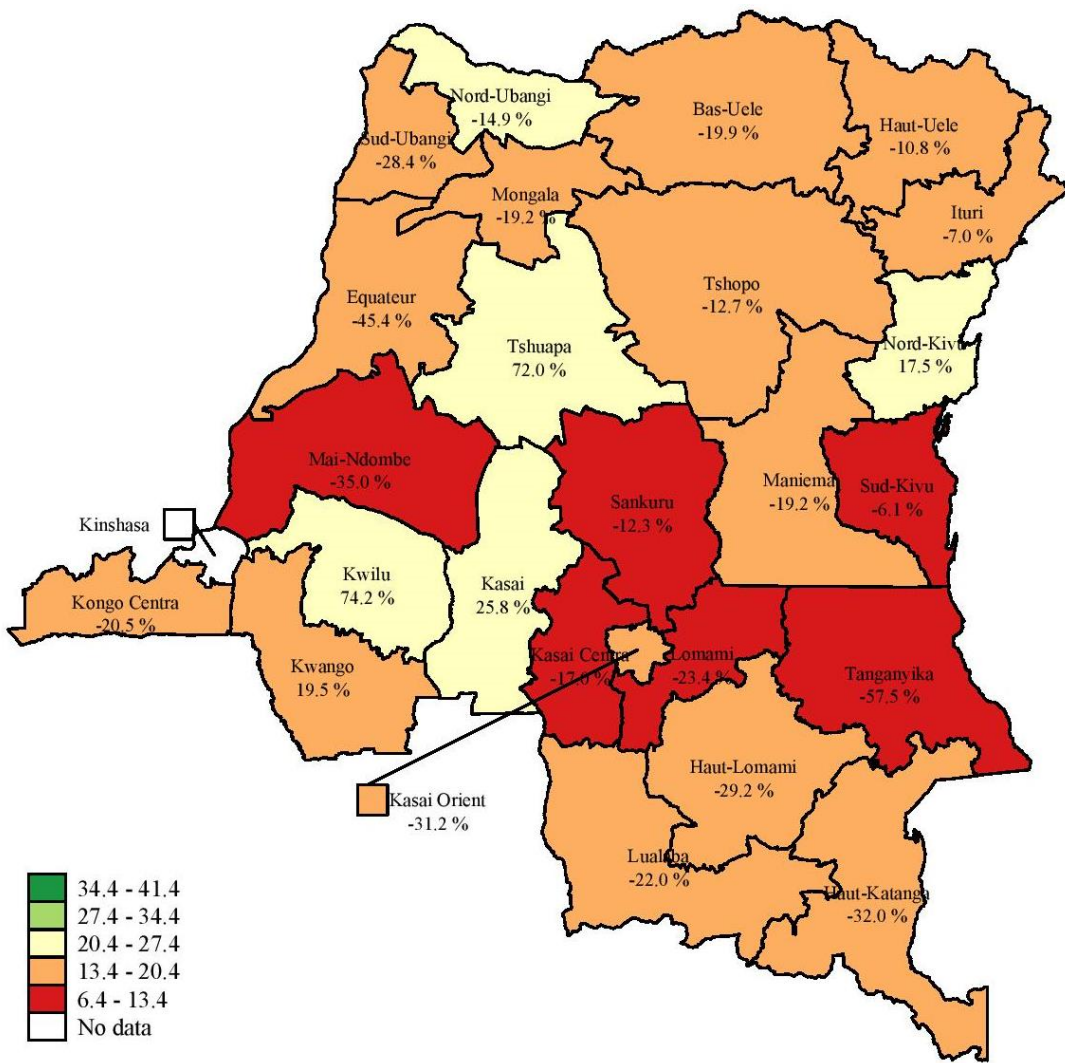 Nord-Ubangi
-14.9 %
Bas-Uele
-19.9 %
Haut-Uele
-10.8 %
Sud-Ubangi
-28.4 %
Mongala
-19.2 %
Ituri
-7.0 %
Equateur
-45.4 %
Tshopo
-12.7 %
Tshuapa
72.0 %
Nord-Kivu
17.5 %
Mai-Ndombe
-35.0 %
Sankuru
-12.3 %
Maniema
-19.2 %
Sud-Kivu
-6.1 %
Kinshasa
Kwilu
74.2 %
Kasai
25.8 %
Kongo Centra
-20.5 %
Kwango
19.5 %
Kasai Centra
-17.0 %
Lomami
-23.4 %
Tanganyika
-57.5 %
Haut-Lomami
-29.2 %
Kasai Orient
-31.2 %
Lualaba
-22.0 %
Haut-Katanga
-32.0 %
34.4 - 41.4
27.4 - 34.4
20.4 - 27.4
13.4 - 20.4
6.4 - 13.4
No data